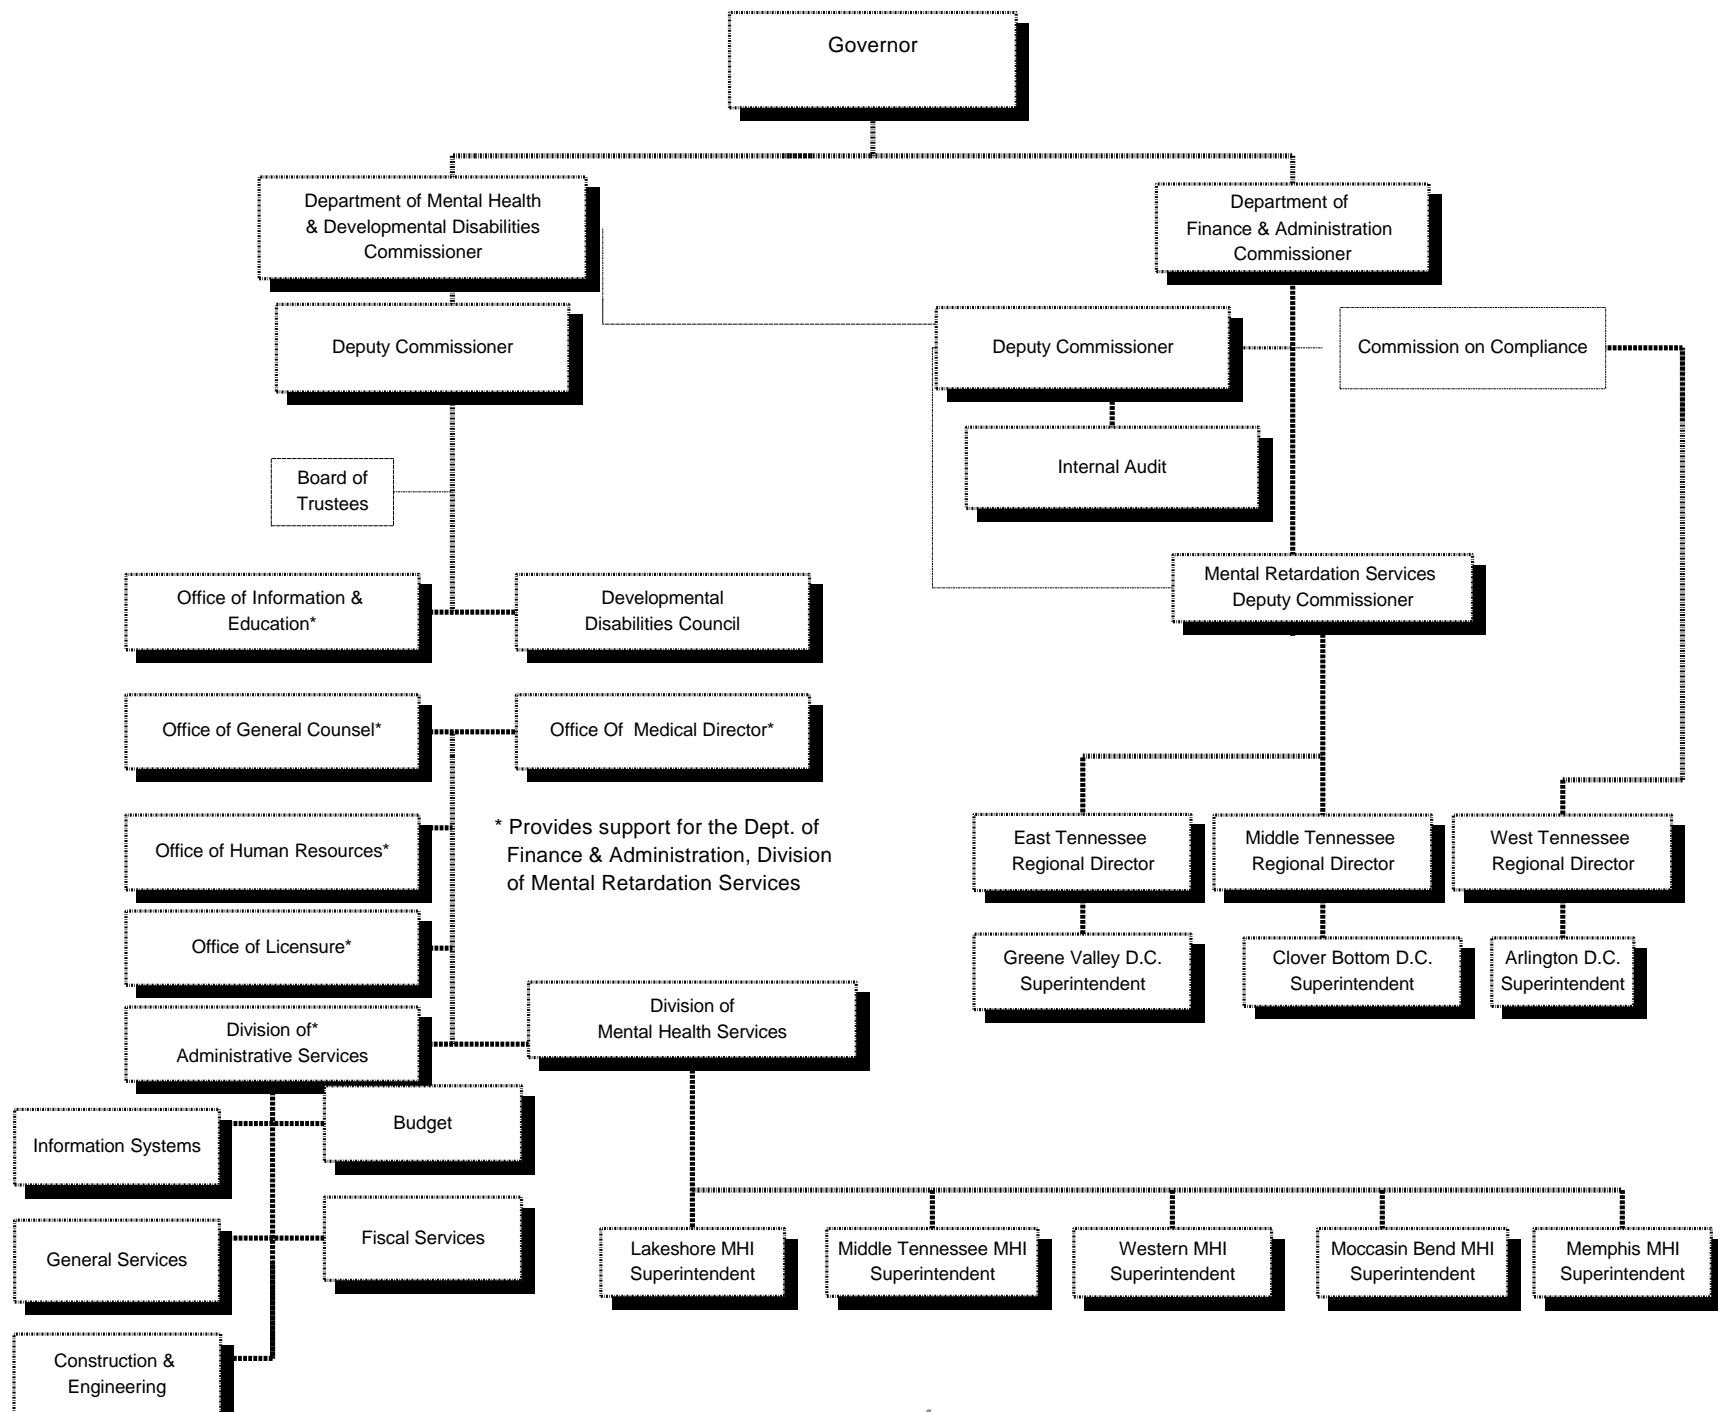 Governor
Department of Mental Health
& Developmental Disabilities
Commissioner
Department of
Finance & Administration
Commissioner
Deputy Commissioner
Deputy Commissioner
Commission on Compliance
Internal Audit
Board of
Trustees
Mental Retardation Services
Deputy Commissioner
Office of Information &
Education*
Developmental
Disabilities Council
Office of General Counsel*
Office Of Medical Director*
* Provides support for the Dept. of
Finance & Administration, Division
of Mental Retardation Services
Office of Human Resources*
East Tennessee
Regional Director
Middle Tennessee
Regional Director
West Tennessee
Regional Director
Office of Licensure*
Greene Valley D.C.
Superintendent
Clover Bottom D.C.
Superintendent
Arlington D.C.
Superintendent
Division of*
Administrative Services
Division of
Mental Health Services
Information Systems
Budget
General Services
Fiscal Services
Lakeshore MHI
Superintendent
Middle Tennessee MHI
Superintendent
Western MHI
Superintendent
Moccasin Bend MHI
Superintendent
Memphis MHI
Superintendent
Construction &
Engineering